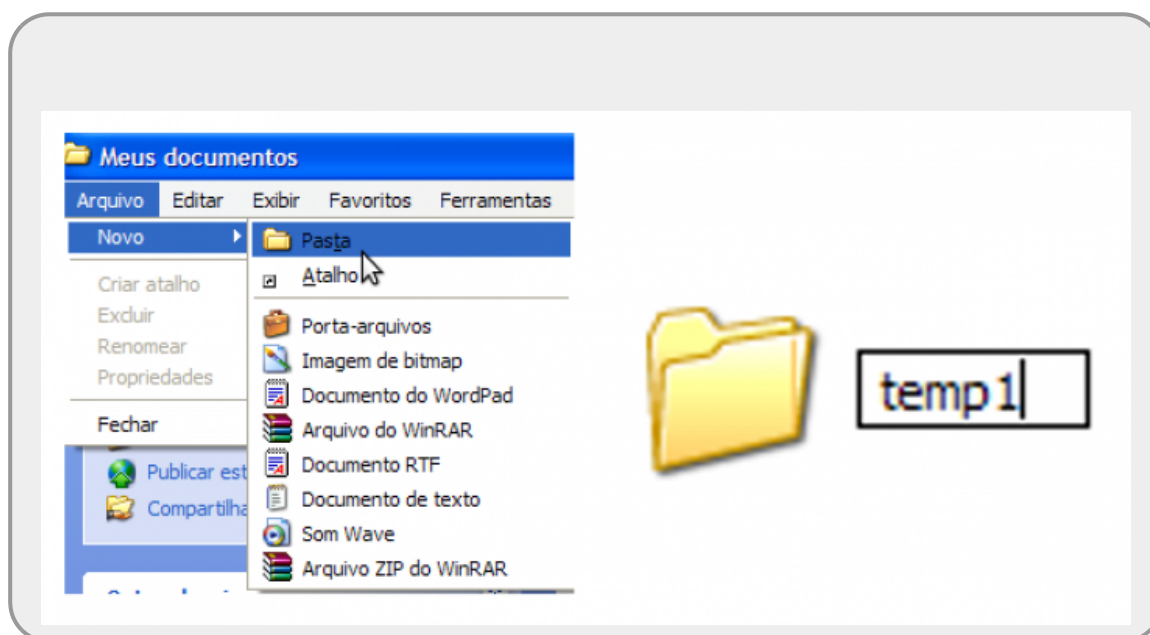 Meus documentos
Arquivo Editar Exibir Favoritos Ferramentas
Novo
Criar atalho
Excluir
Renomear
Propriedades
Fechar
Publicar est
Compartilha
Pasta
Atalho
Porta-arquivos
Imagem de bitmap
Documento do WordPad
Arquivo do WinRAR
Documento RTF
Documento de texto
Som Wave
Arquivo ZIP do WinRAR
temp1